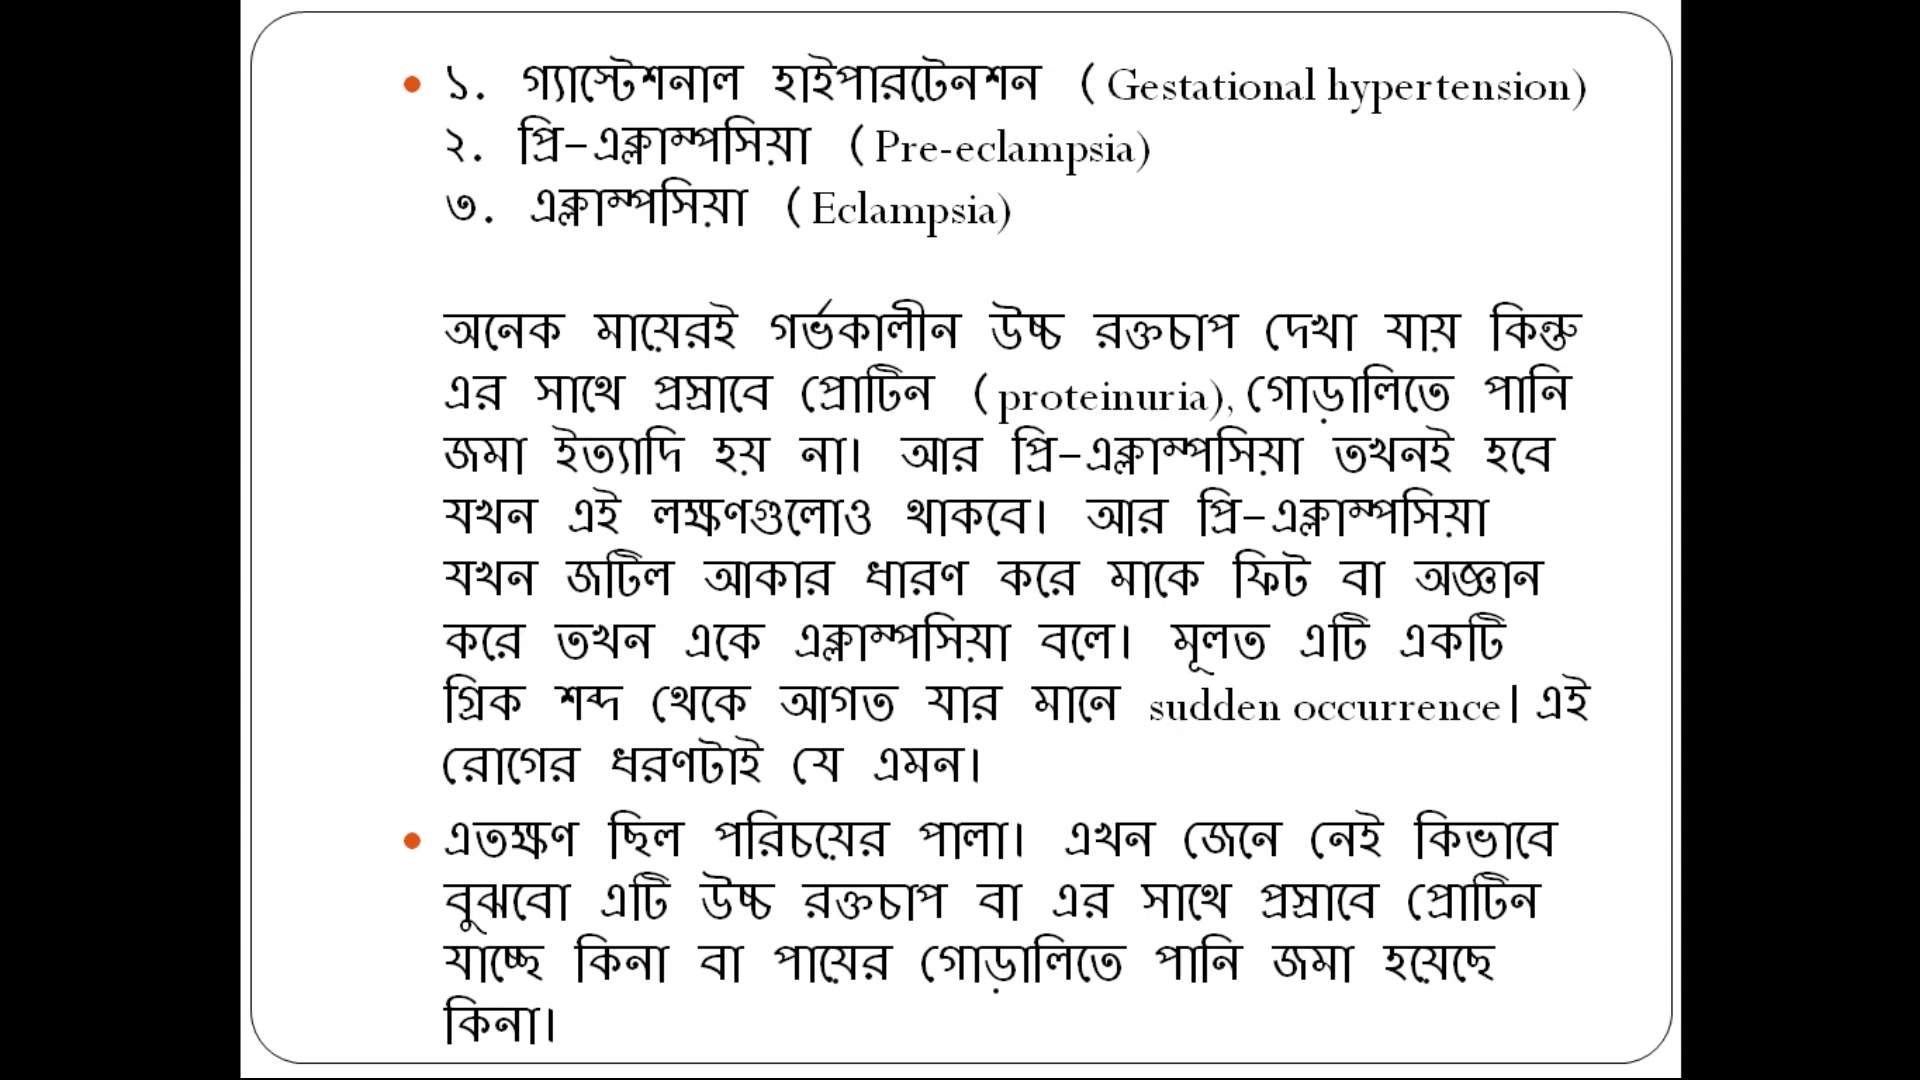 • ১. গ্যাস্টেশনাল হাইপারটেনশন (Gestational hypertension)
২. প্রি-এক্লাম্পসিয়া (Pre-eclampsia)
৩. এক্লাম্পসিয়া (Eclampsia)
অনেক মায়েরই গর্ভকালীন উচ্চ রক্তচাপ দেখা যায় কিন্তু
এর সাথে প্রস্রাবে প্রোটিন (proteinuria), গোড়ালিতে পানি
জমা ইত্যাদি হয় না। আর প্রি-এক্লাম্পসিয়া তখনই হবে
যখন এই লক্ষণগুলোও থাকবে। আর প্রি-এক্লাম্পসিয়া
যখন জটিল আকার ধারণ করে মাকে ফিট বা অজ্ঞান
করে তখন একে এক্লাম্পসিয়া বলে। মূলত এটি একটি
গ্রিক শব্দ থেকে আগত যার মানে sudden occurrence| এই
রোগের ধরণটাই যে এমন।
• এতক্ষণ ছিল পরিচয়ের পালা। এখন জেনে নেই কিভাবে
বুঝবো এটি উচ্চ রক্তচাপ বা এর সাথে প্রস্রাবে প্রোটিন
যাচ্ছে কিনা বা পায়ের গোড়ালিতে পানি জমা হয়েছে
কিনা।